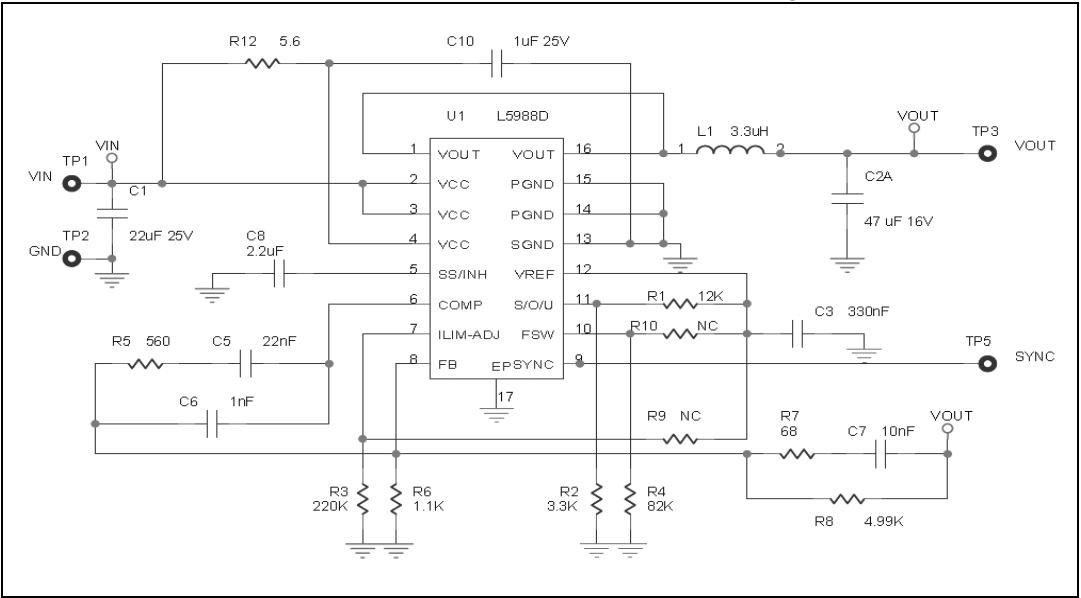 R12 5.6
C10 1uF 25V
U1 L5988D
VIN
TP1
VIN
C1
22uF 25V
TP2
GND
C8
2.2uF
1 VOUT VOUT 16
2 VCC PGND 15
3 VCC PGND 14
4 VCC SGND 13
5 SS/INH VREF 12
6 COMP S/O/U 11
7 ILIM-ADJ FSW 10
8 FB EP SYNC 9
17
1 L1 3.3uH 2
VOUT
TP3
VOUT
C2A
47 uF 16V
R1 12K
R10 NC
C3 330nF
TP5
SYNC
R5 560
C5 22nF
C6 1nF
R9 NC
R7
68
C7 10nF
VOUT
R3
220K
R6
1.1K
R2
3.3K
R4
82K
R8 4.99K